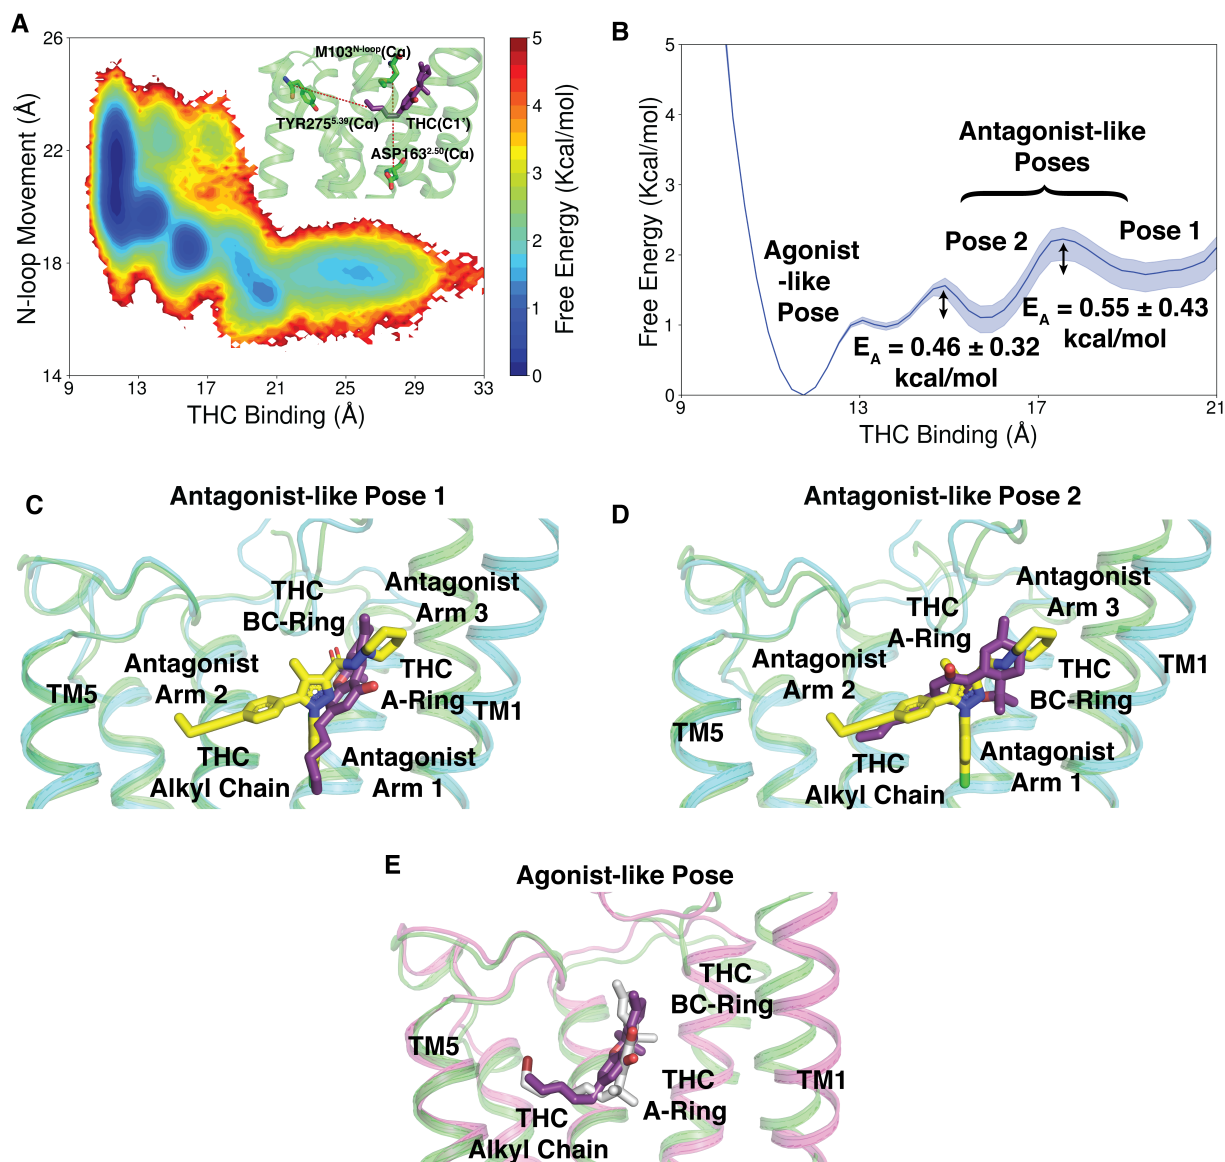 A
26
22
18
14
N-loop Movement (Å)
9
13
17
21
25
29
33
THC Binding (Å)
M103N-loop(Cα)
TYR2755.39(Cα)
THC(C1')
ASP1632.50(Cα)
5
4
3
2
1
0
Free Energy (Kcal/mol)
B
5
4
3
2
1
0
Free Energy (Kcal/mol)
9
13
17
21
THC Binding (Å)
Antagonist-like
Poses
Agonist
-like
Pose
Pose 2
Pose 1
EA = 0.46 ± 0.32
kcal/mol
EA = 0.55 ± 0.43
kcal/mol
C
Antagonist-like Pose 1
THC
BC-Ring
Antagonist
Arm 3
Antagonist
Arm 2
THC
A-Ring
TM5
TM1
THC
Alkyl Chain
Antagonist
Arm 1
D
Antagonist-like Pose 2
THC
A-Ring
Antagonist
Arm 3
Antagonist
Arm 2
THC
BC-Ring
TM1
TM5
THC
Alkyl Chain
Antagonist
Arm 1
E
Agonist-like Pose
THC
BC-Ring
TM5
THC
A-Ring
TM1
THC
Alkyl Chain